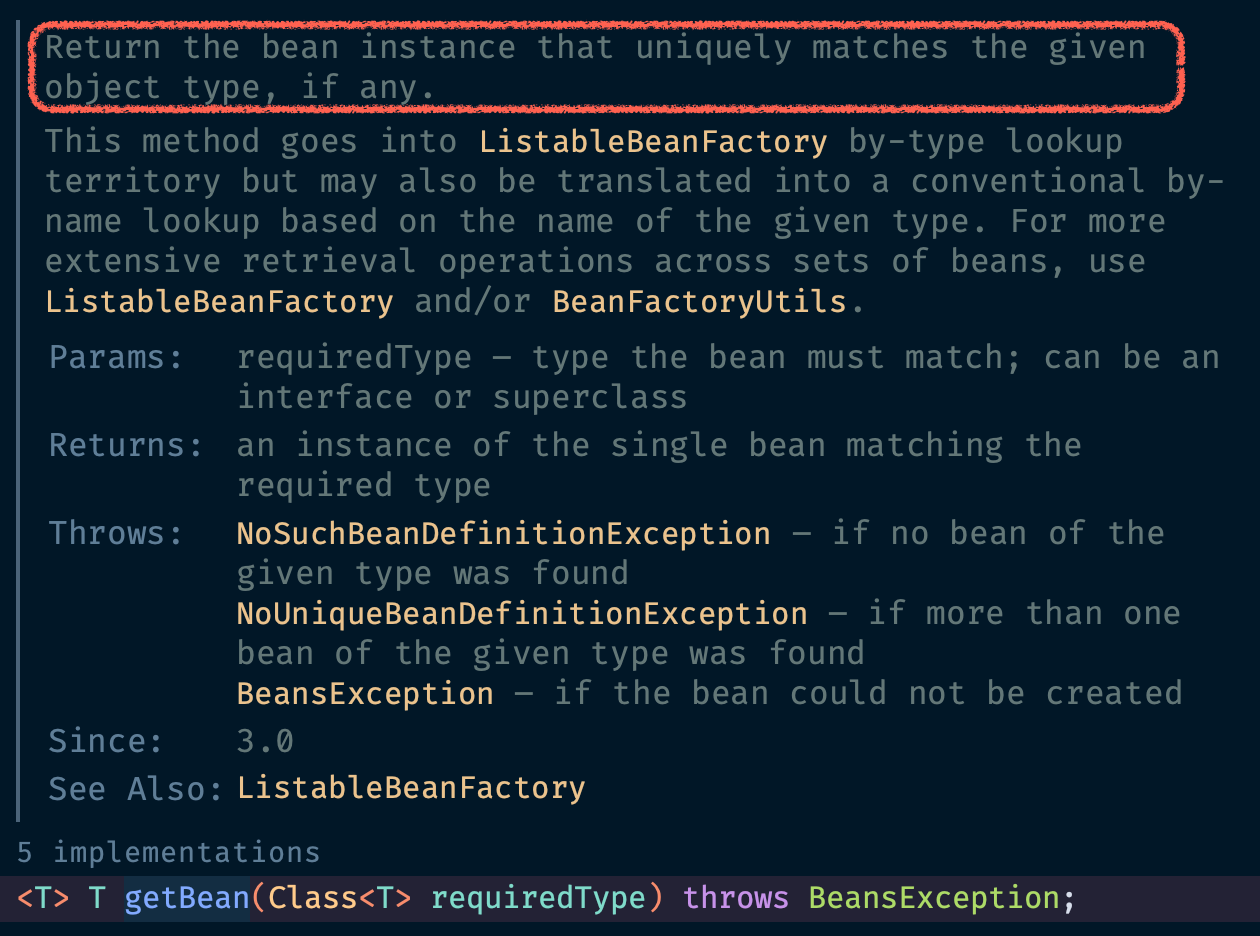 Return the bean instance that uniquely matches the given
object type, if any.
This method goes into ListableBeanFactory by-type lookup
territory but may also be translated into a conventional by-
name lookup based on the name of the given type. For more
extensive retrieval operations across sets of beans, use
ListableBeanFactory and/or BeanFactoryUtils.
Params: requiredType – type the bean must match; can be an
interface or superclass
Returns: an instance of the single bean matching the
required type
Throws: NoSuchBeanDefinitionException – if no bean of the
given type was found
NoUniqueBeanDefinitionException – if more than one
bean of the given type was found
BeansException – if the bean could not be created
Since: 3.0
See Also: ListableBeanFactory
5 implementations
<T> T getBean(Class<T> requiredType) throws BeansException;